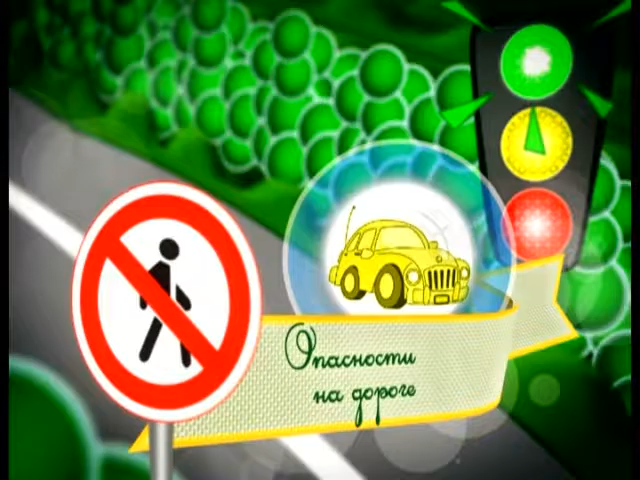 Опасности
на дороге